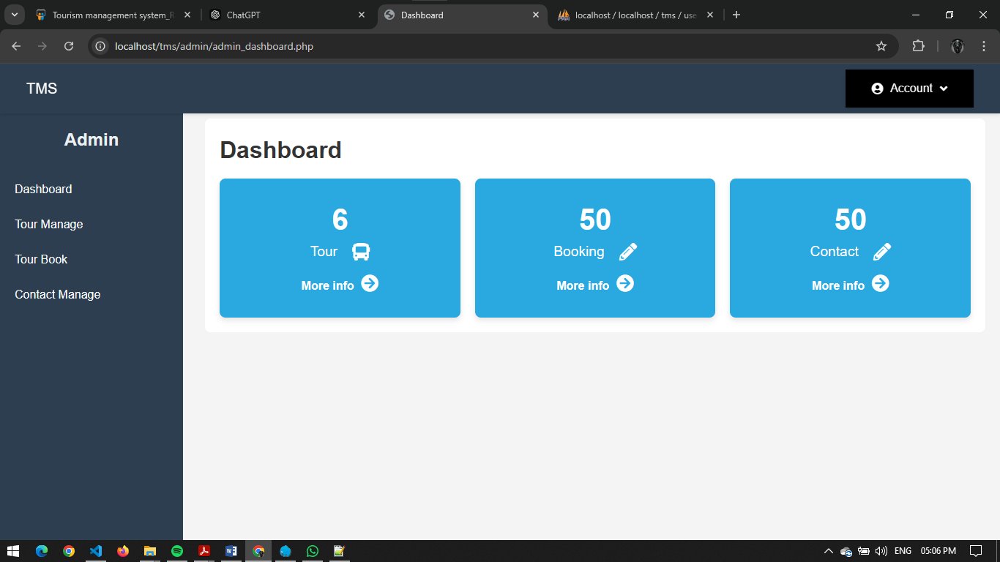 Tourism management system_R
ChatGPT
Dashboard
localhost / localhost / tms / use
localhost/tms/admin/admin_dashboard.php
TMS
Account
Admin
Dashboard
Tour Manage
Tour Book
Contact Manage
Dashboard
6
Tour
More info
50
Booking
More info
50
Contact
More info
ENG
05:06 PM